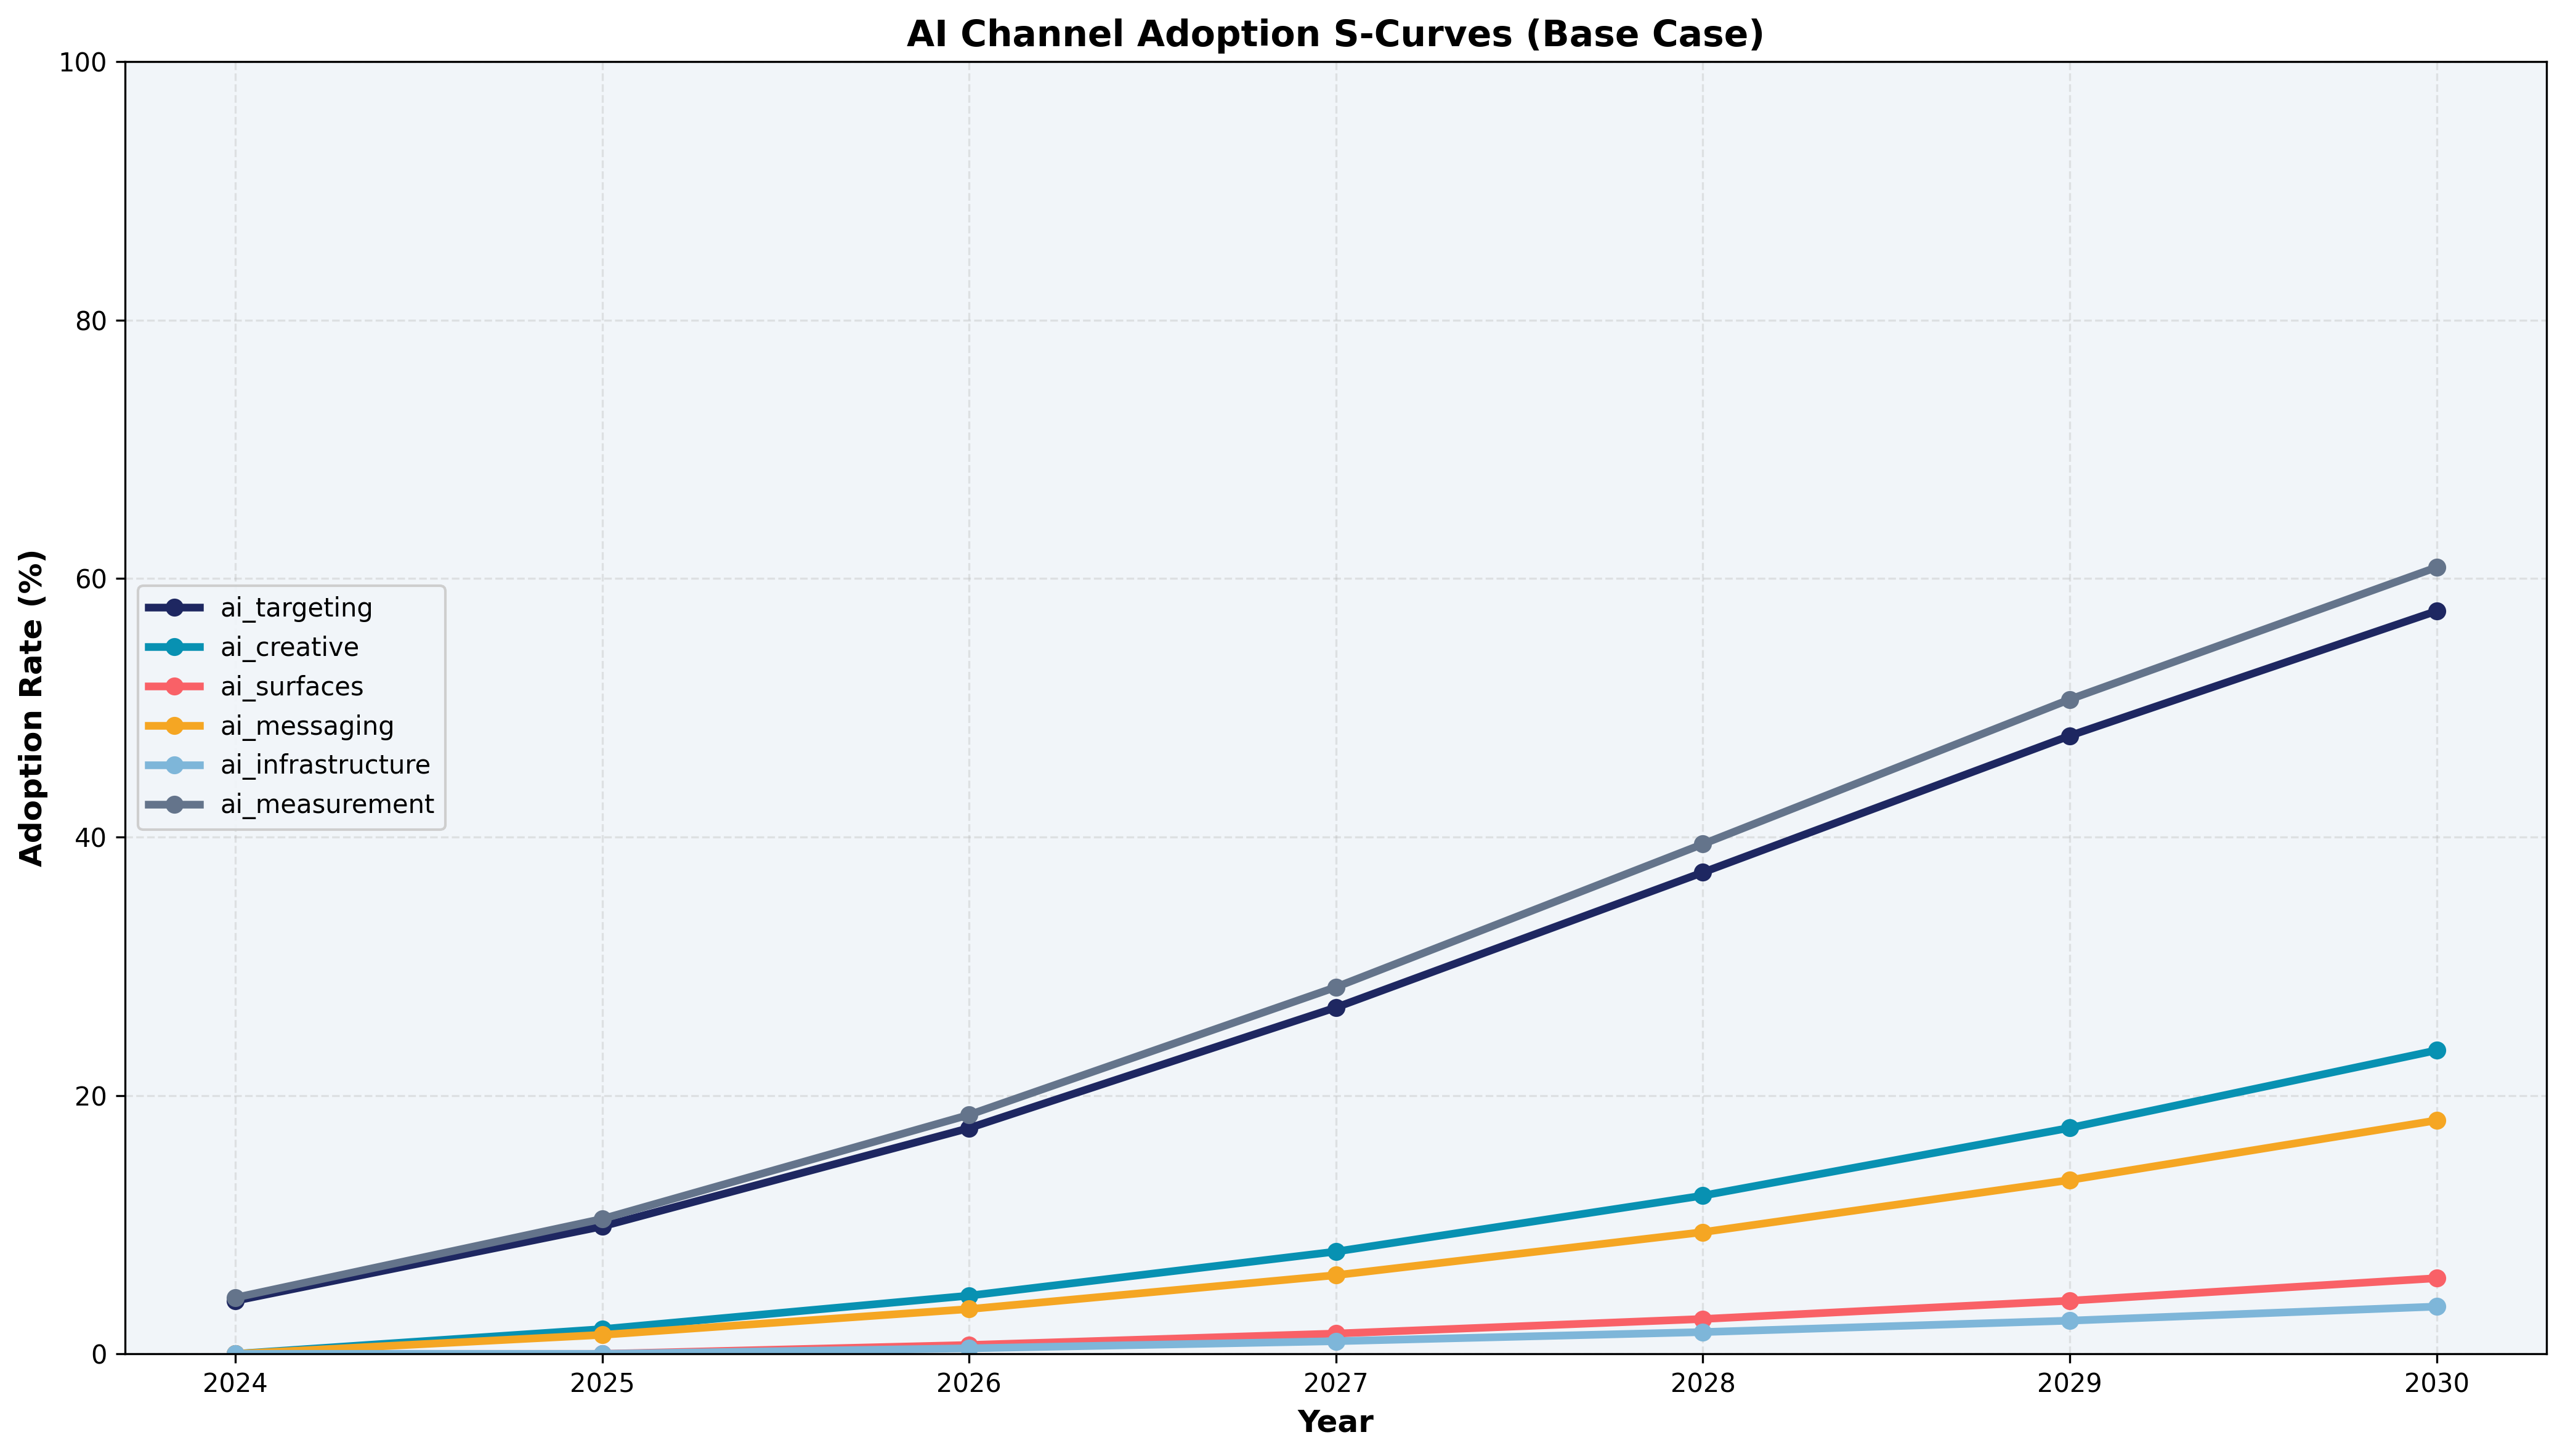 AI Channel Adoption S-Curves (Base Case)
100
80
60
40
20
0
Adoption Rate (%)
ai_targeting
ai_creative
ai_surfaces
ai_messaging
ai_infrastructure
ai_measurement
2024 2025 2026 2027 2028 2029 2030
Year